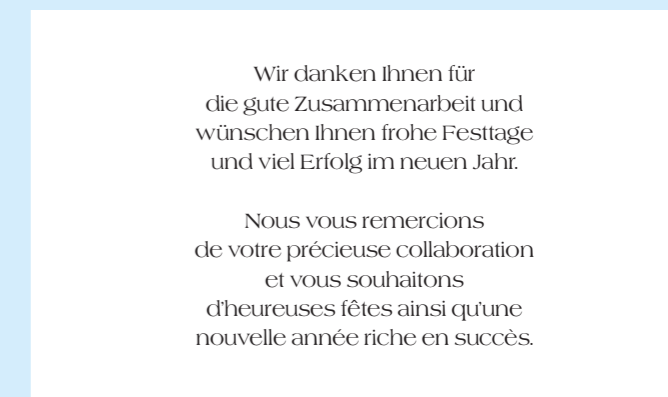 Wir danken Ihnen für
die gute Zusammenarbeit und
wünschen Ihnen frohe Festtage
und viel Erfolg im neuen Jahr.

Nous vous remercions
de votre précieuse collaboration
et vous souhaitons
d'heureuses fêtes ainsi qu'une
nouvelle année riche en succès.